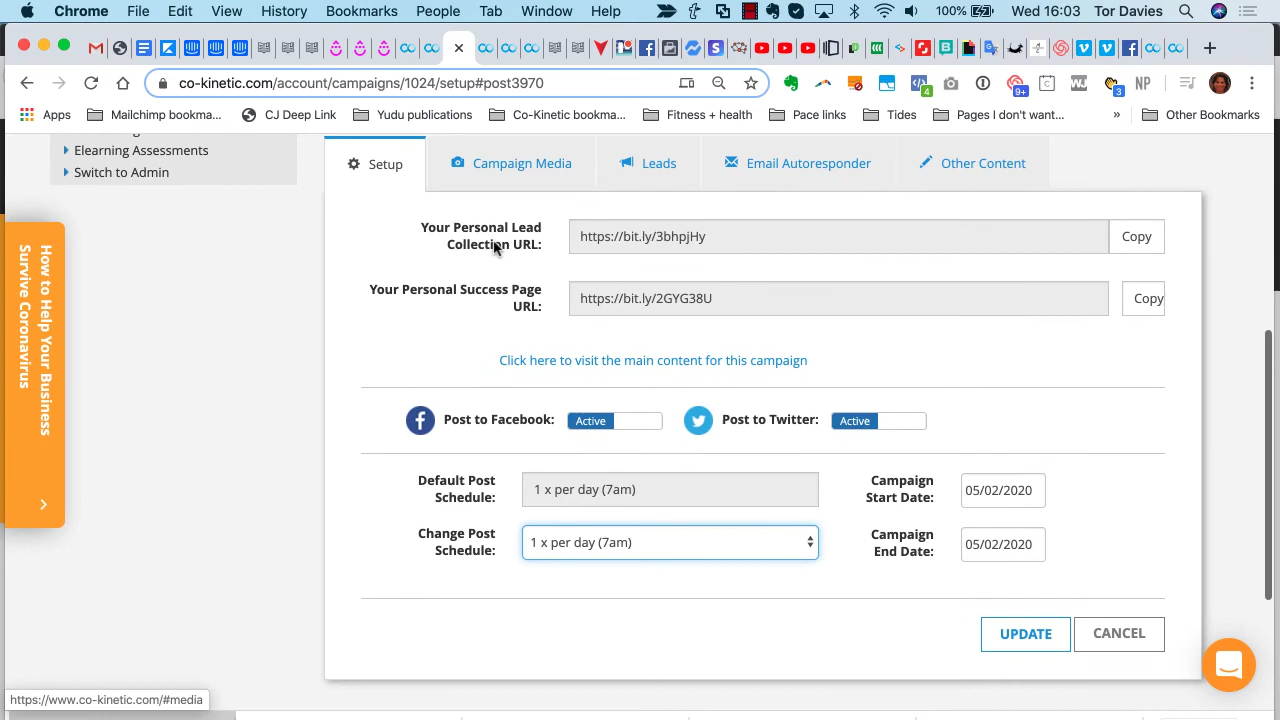 Chrome File Edit View History Bookmarks People Tab Window Help 100% Wed 16:03 Tor Davies
co-kinetic.com/account/campaigns/1024/setup#post3970
4 9+ 3 NP
Apps Mailchimp bookma... CJ Deep Link Yudu publications Co-Kinetic bookma... Fitness + health Pace links Tides Pages I don't want... » Other Bookmarks
Elearning Assessments
Switch to Admin
Setup Campaign Media Leads Email Autoresponder Other Content
Your Personal Lead
Collection URL:
https://bit.ly/3bhpjHy Copy
Your Personal Success Page
URL:
https://bit.ly/2GYG38U Copy
Click here to visit the main content for this campaign
Post to Facebook: Active Post to Twitter: Active
Default Post
Schedule:
1 x per day (7am)
Campaign
Start Date:
05/02/2020
Change Post
Schedule:
1 x per day (7am)
Campaign
End Date:
05/02/2020
UPDATE CANCEL
How to Help Your Business
Survive Coronavirus
https://www.co-kinetic.com/#media